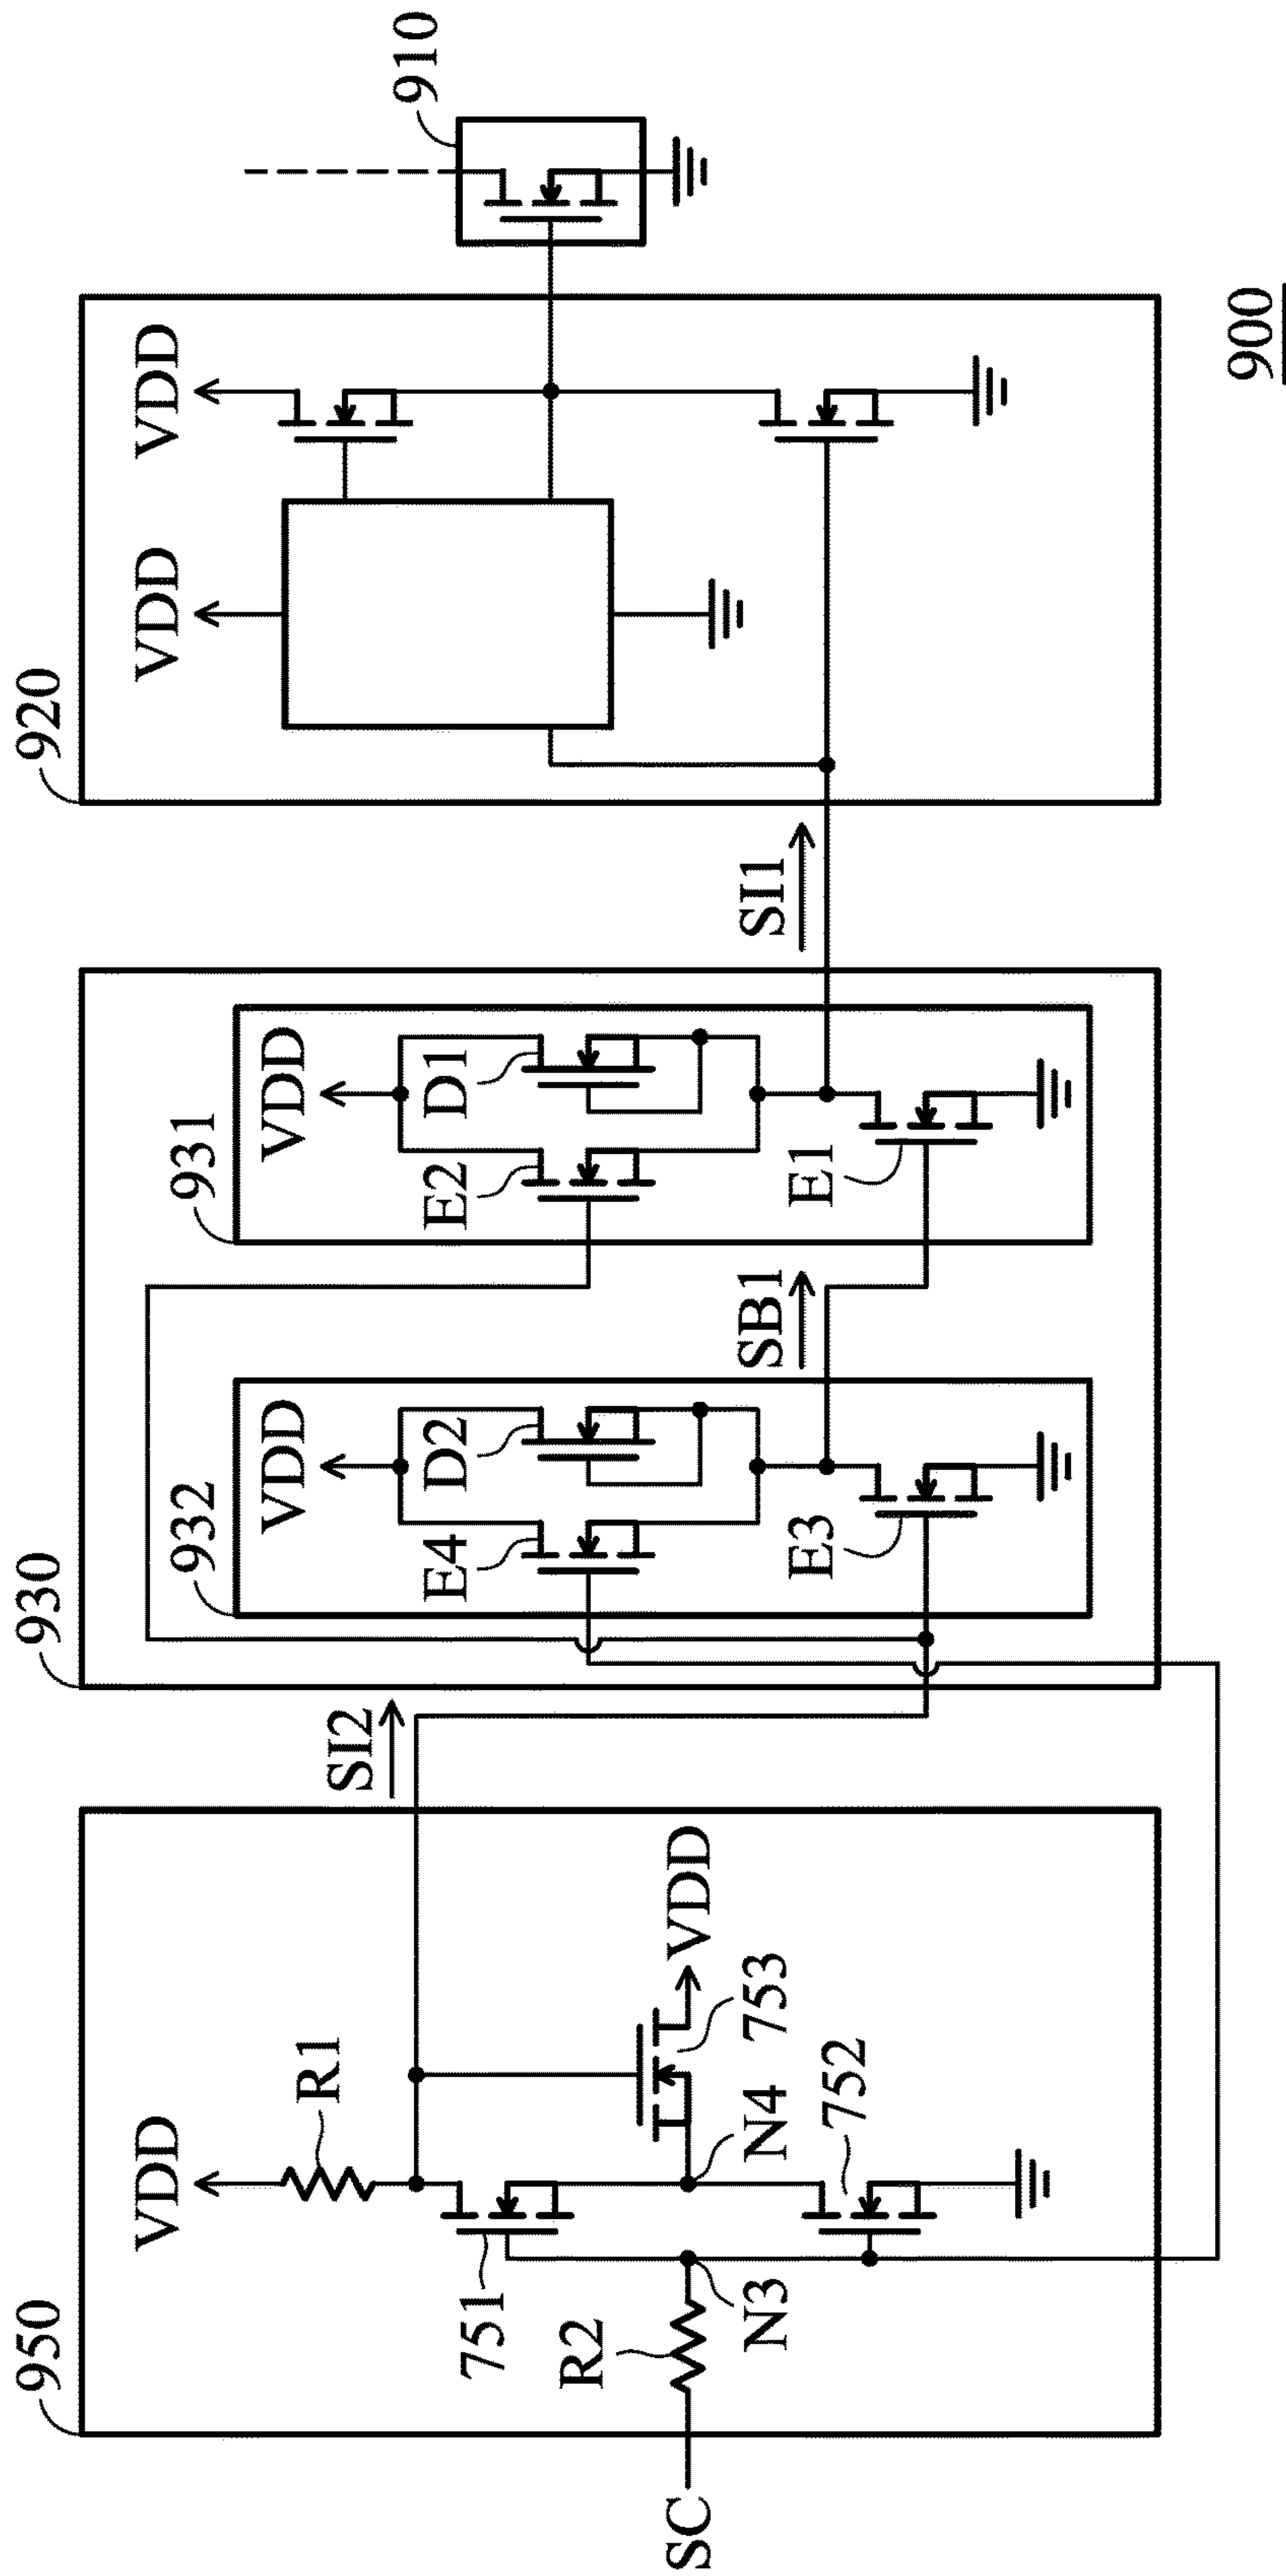 950
SC
R2
N3
751
VDD
R1
N4
752
753
VDD
SI2
930
932
VDD
E4
D2
E3
SB1
931
VDD
E2
D1
E1
SI1
920
VDD
VDD
910
900